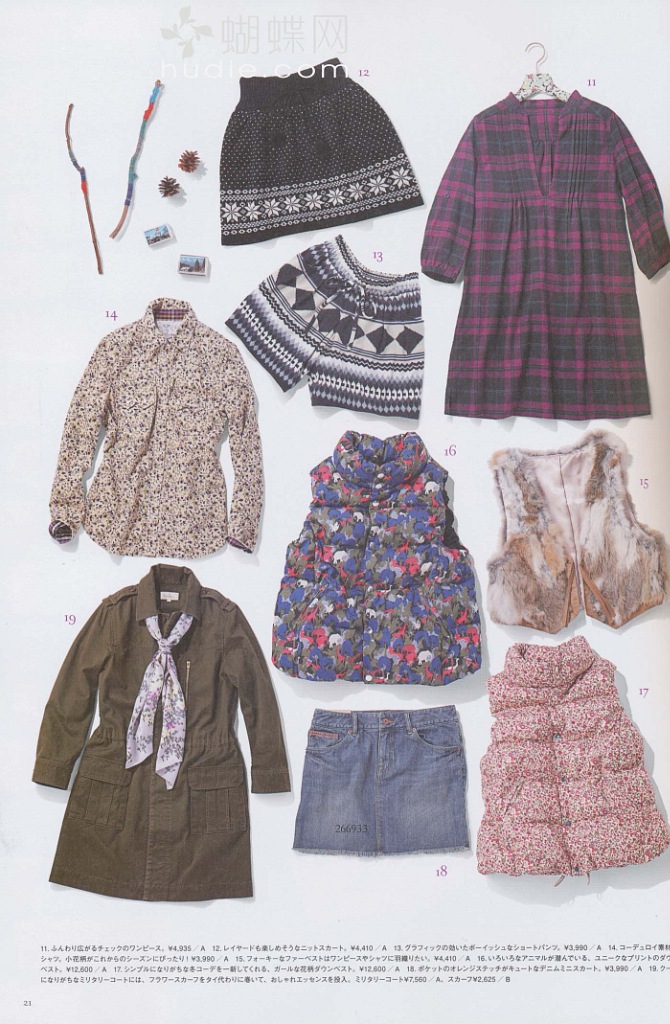 蝴蝶网
hudie.com
12
11
13
14
16
15
19
17
266933
18
11. ふんわり広がるチェックのワンピース。¥4,935／A　12. レイヤードも楽しめそうなニットスカート。¥4,410／A　13. グラフィックの効いたボーイッシュなショートパンツ。¥3,990／A　14. コーデュロイ素材
シャツ。小花柄がこれからのシーズンにぴったり！¥3,990／A　15. フォーキーなファーベストはワンピースやシャツに羽織りたい。¥4,410／A　16. いろいろなアニマルが潜んでいる、ユニークなプリントのダウ
ベスト。¥12,600／A　17. シンプルになりがちな冬コーデを一新してくれる、ガールな花柄ダウンベスト。¥12,600／A　18. ポケットのオレンジステッチがキュートなデニムミニスカート。¥3,990／A　19. ク
になりがちなミリタリーコートには、フラワースカーフをタイ代わりに巻いて、おしゃれエッセンスを投入。ミリタリーコート¥7,560／A、スカーフ¥2,625／B
21